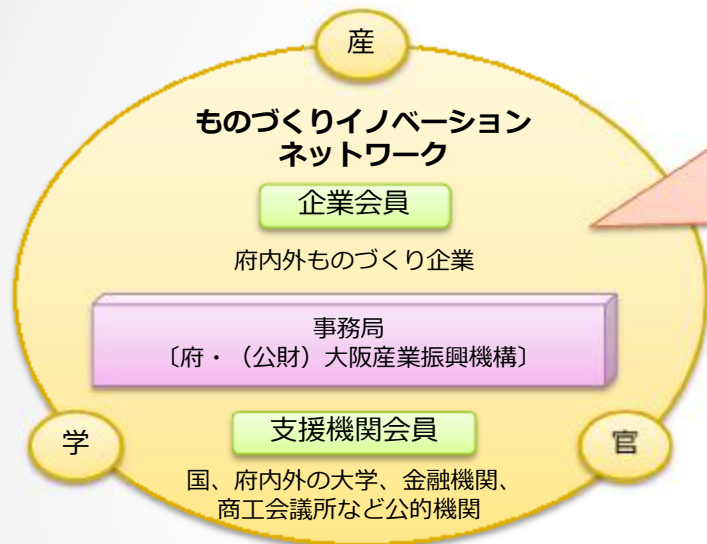 産
ものづくりイノベーション
ネットワーク
企業会員
府内外ものづくり企業
事務局
〔府・（公財）大阪産業振興機構〕
学
支援機関会員
官
国、府内外の大学、金融機関、
商工会議所など公的機関